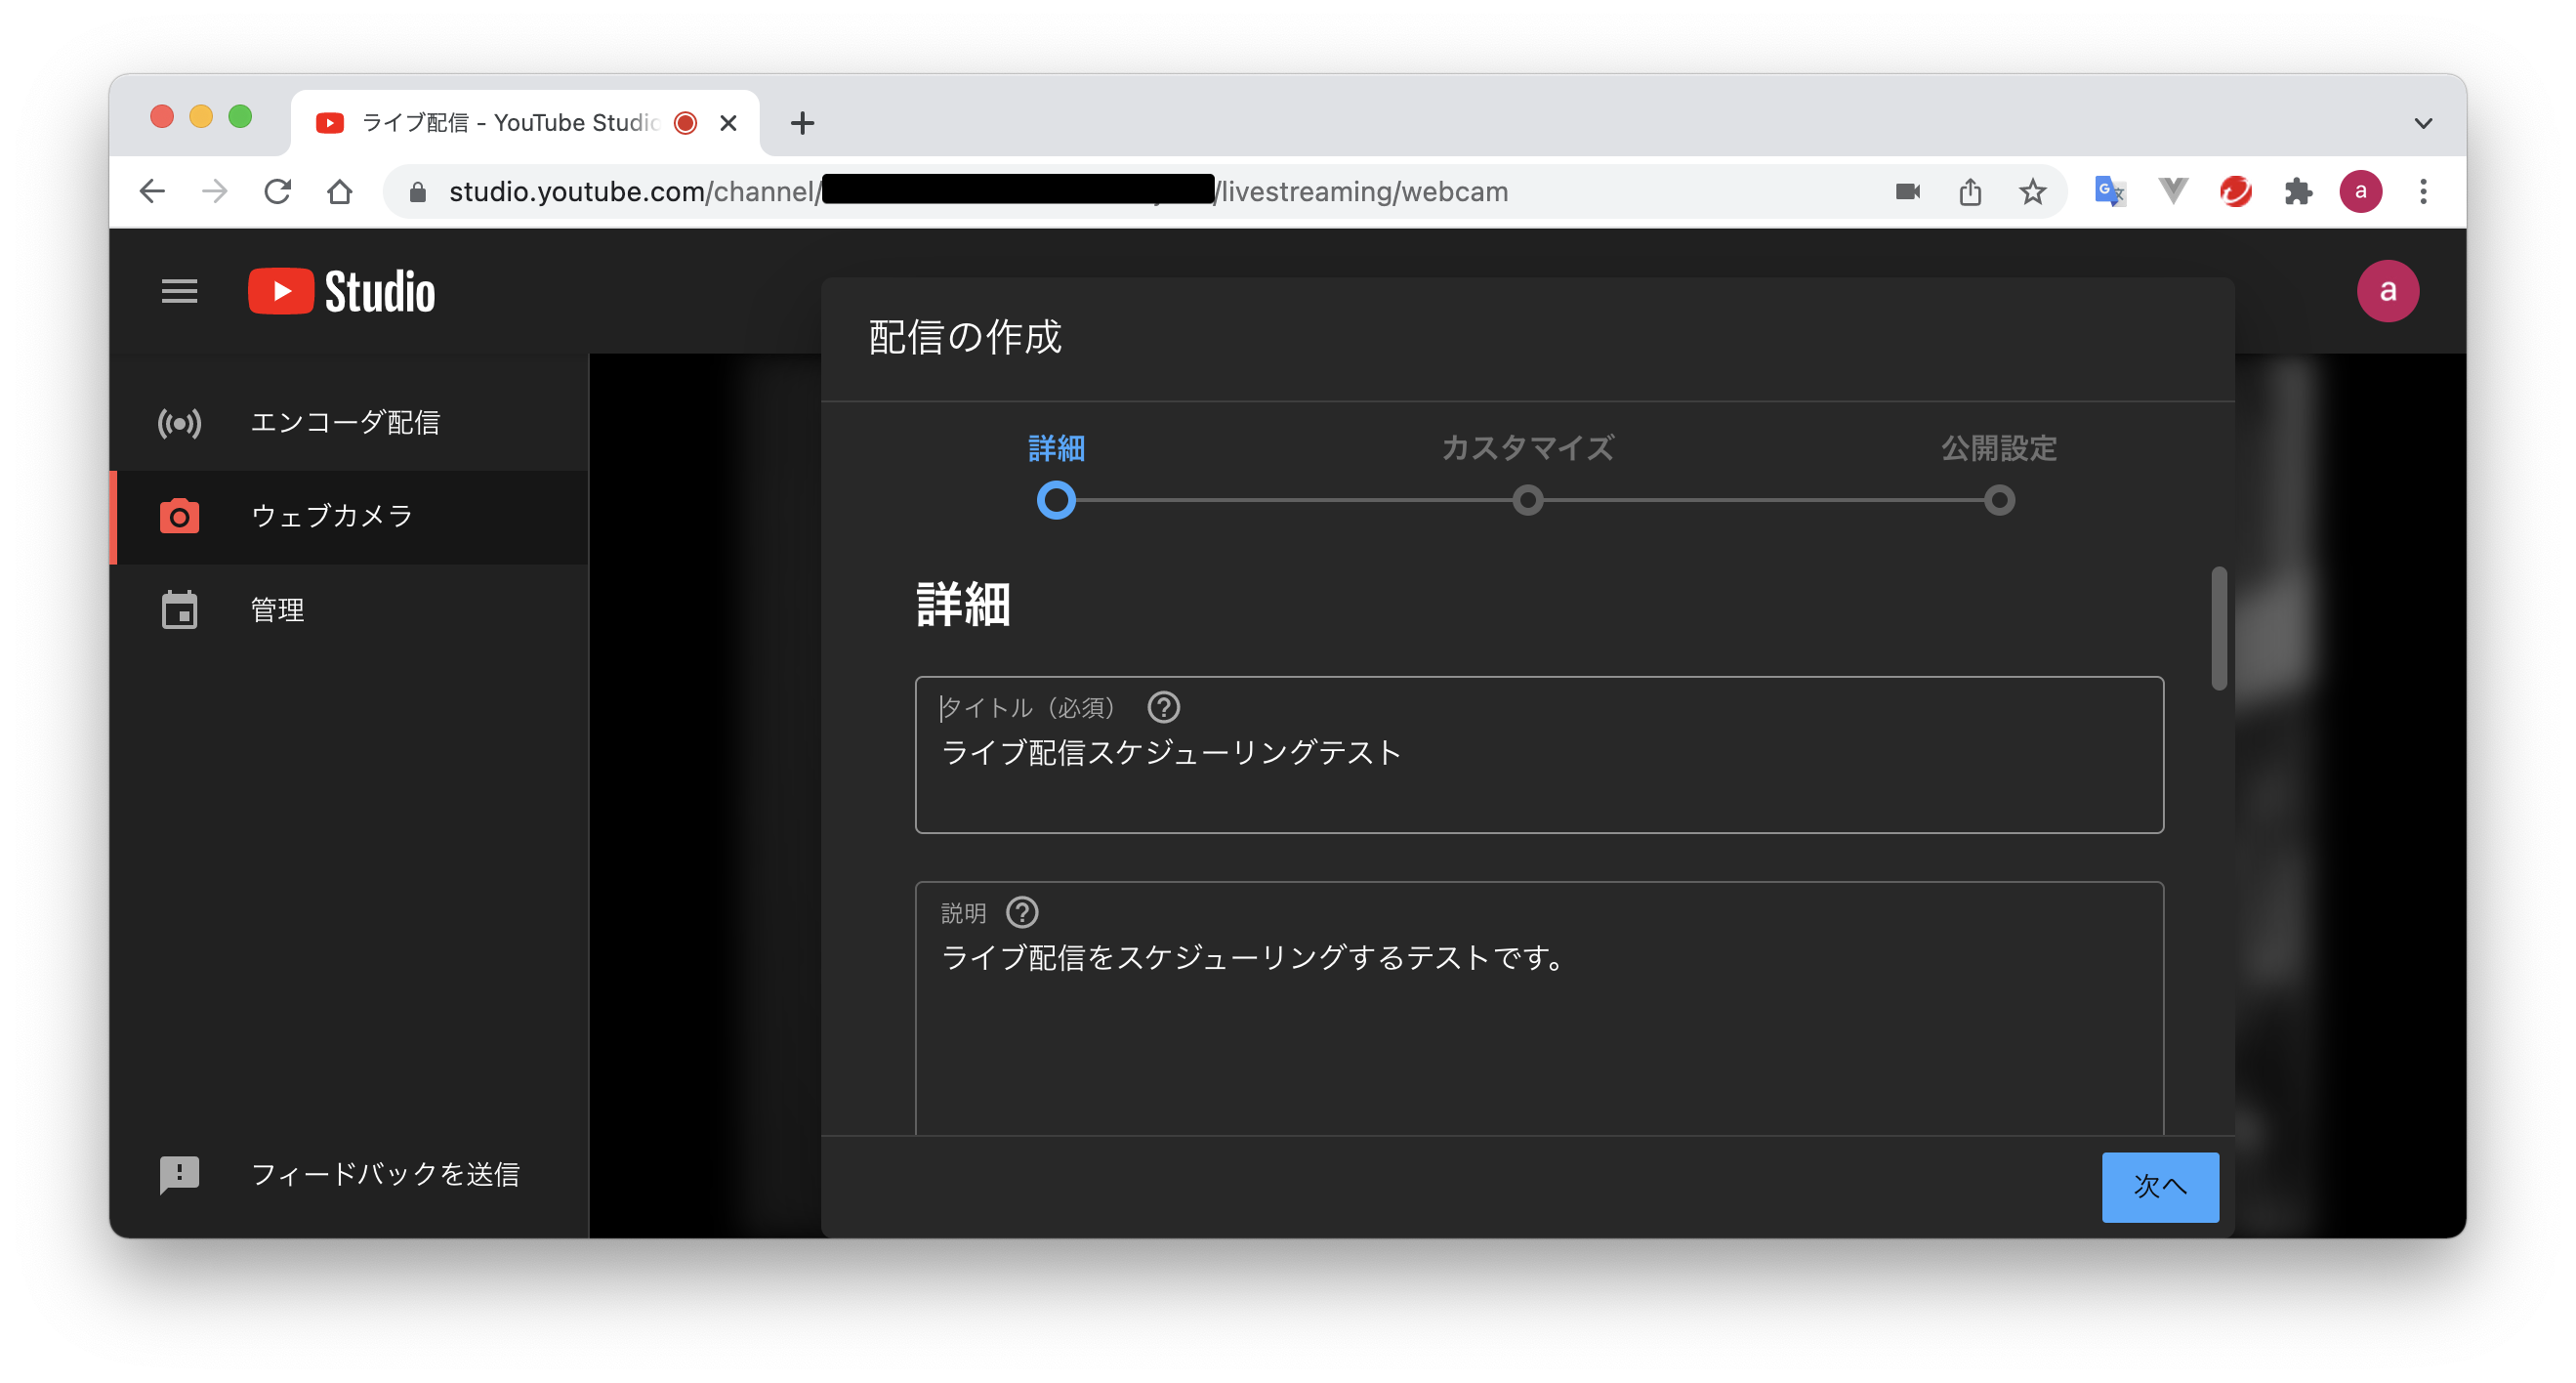 ライブ配信 - YouTube Studio
studio.youtube.com/channel/
/livestreaming/webcam
a
Studio
a
エンコーダ配信
ウェブカメラ
管理
フィードバックを送信
配信の作成
詳細
カスタマイズ
公開設定
詳細
タイトル（必須）
ライブ配信スケジューリングテスト
説明
ライブ配信をスケジューリングするテストです。
次へ